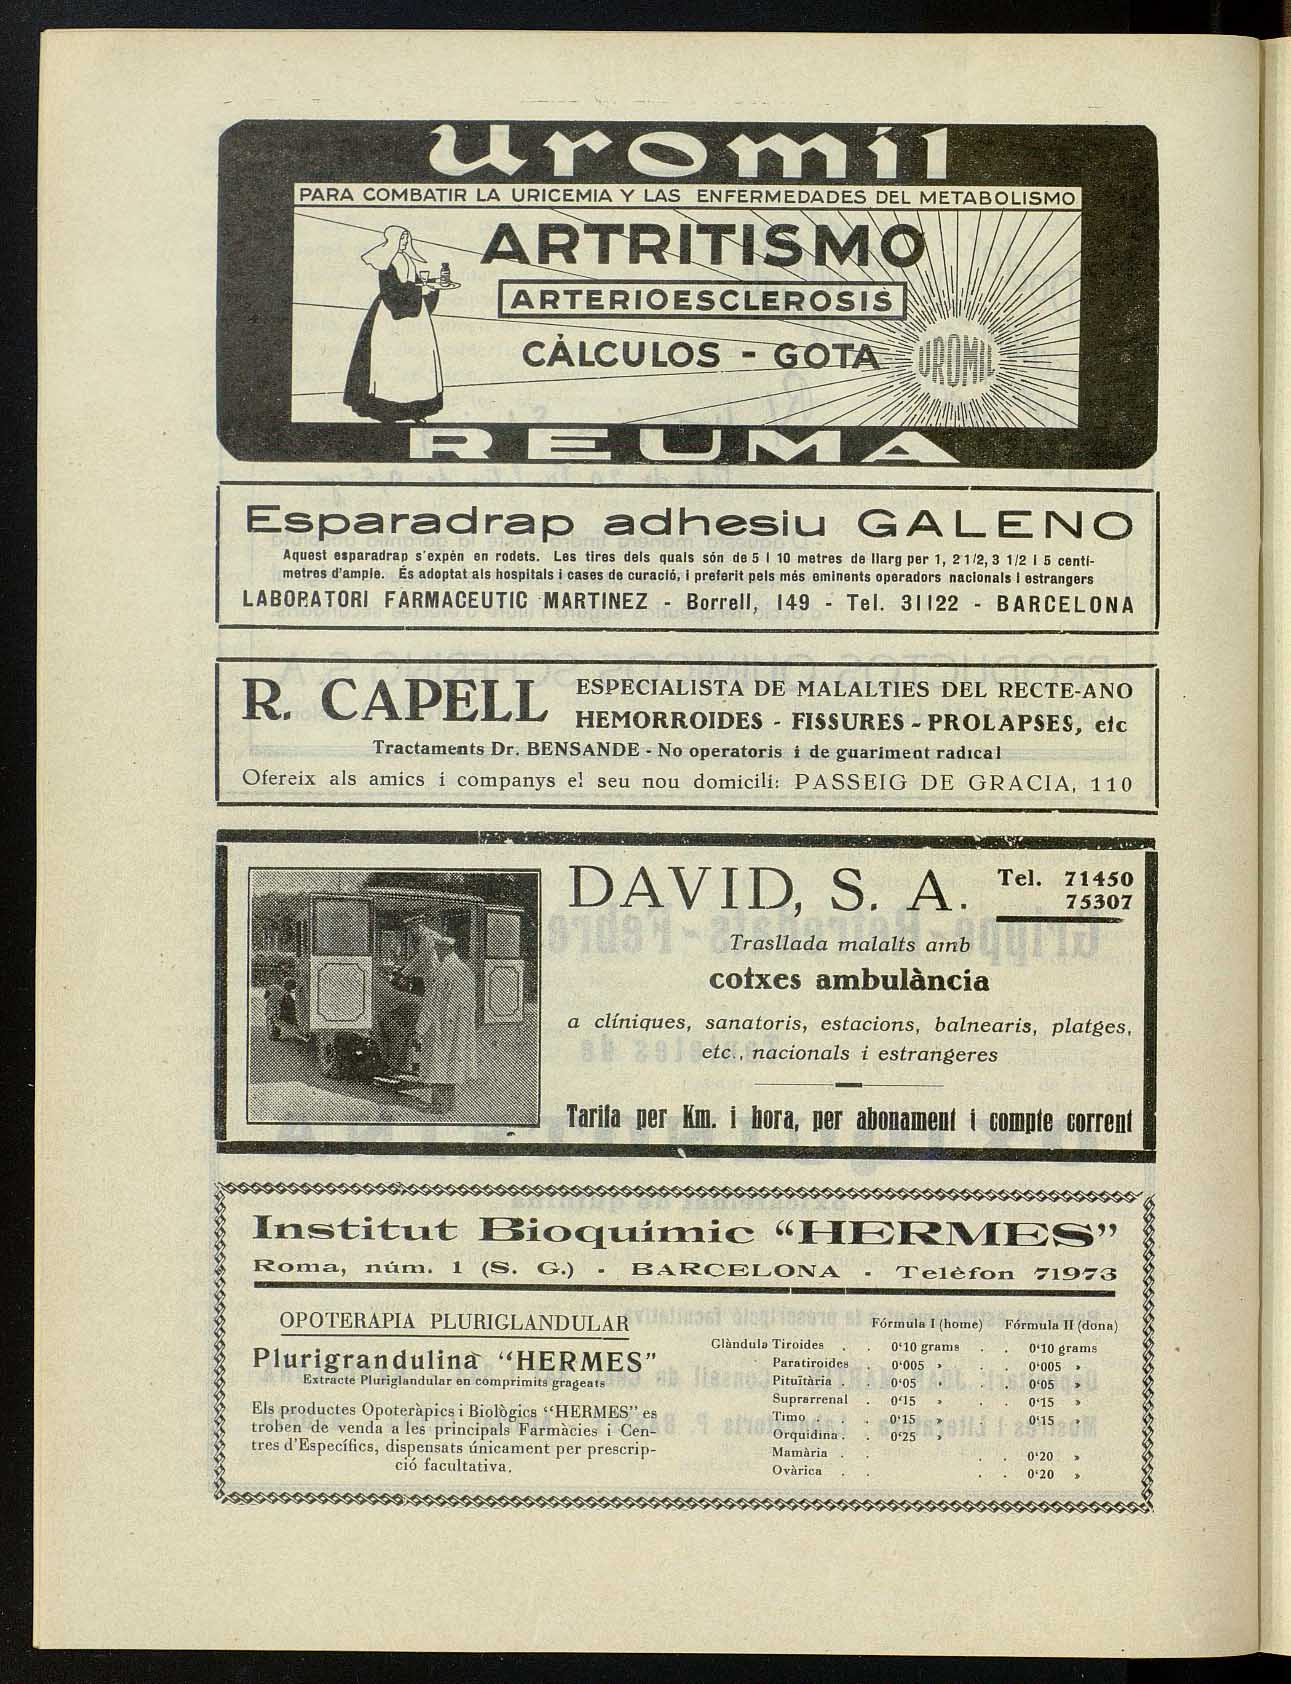 Uromil
PARA COMBATIR LA URICEMIA Y LAS ENFERMEDADES DEL METABOLISMO
ARTRITISMO
ARTERIOESCLEROSIS
CÁLCULOS - GOTA
UROMIL
REUMA
Esparadrap adhesiu GALENO
Aquest esparadrap s'expèn en rodets. Les tires dels quals són de 5 i 10 metres de llarg per 1, 2 1/2, 3 1/2 i 5 centí-
metres d'ample. És adoptat als hospitals i cases de curació, i preferit pels més eminents operadors nacionals i estrangers
LABORATORI FARMACEUTIC MARTINEZ - Borrell, 149 - Tel. 31122 - BARCELONA
R. CAPELL
ESPECIALISTA DE MALALTIES DEL RECTE-ANO
HEMORROIDES - FISSURES - PROLAPSES, etc
Tractaments Dr. BENSANDE - No operatoris i de guariment radical
Ofereix als amics i companys el seu nou domicili: PASSEIG DE GRACIA, 110
DAVID, S. A.
Tel. 71450
75307
Trasllada malalts amb
cotxes ambulància
a clíniques, sanatoris, estacions, balnearis, platges,
etc., nacionals i estrangeres
Tarifa per Km. i hora, per abonament i compte corrent
Institut Bioquímic "HERMES"
Roma, núm. 1 (S. G.) - BARCELONA - Telèfon 71973
OPOTERAPIA PLURIGLANDULAR
Plurigrandulina "HERMES"
Extracte Pluriglandular en comprimits grageats
Els productes Opoteràpics i Biològics "HERMES" es
troben de venda a les principals Farmàcies i Cen-
tres d'Específics, dispensats únicament per prescrip-
ció facultativa.
Fórmula I (home) Fórmula II (dona)
Glàndula Tiroides . . 0'10 grams . . 0'10 grams
Paratiroides . 0'005 » . . 0'005 »
Pituïtària . . 0'05 » . . 0'05 »
Suprarrenal . 0'15 » . . 0'15 »
Timo . . . 0'15 » . . 0'15 »
Orquidina . . 0'25 »
Mamària . . . . 0'20 »
Ovàrica . . . . 0'20 »